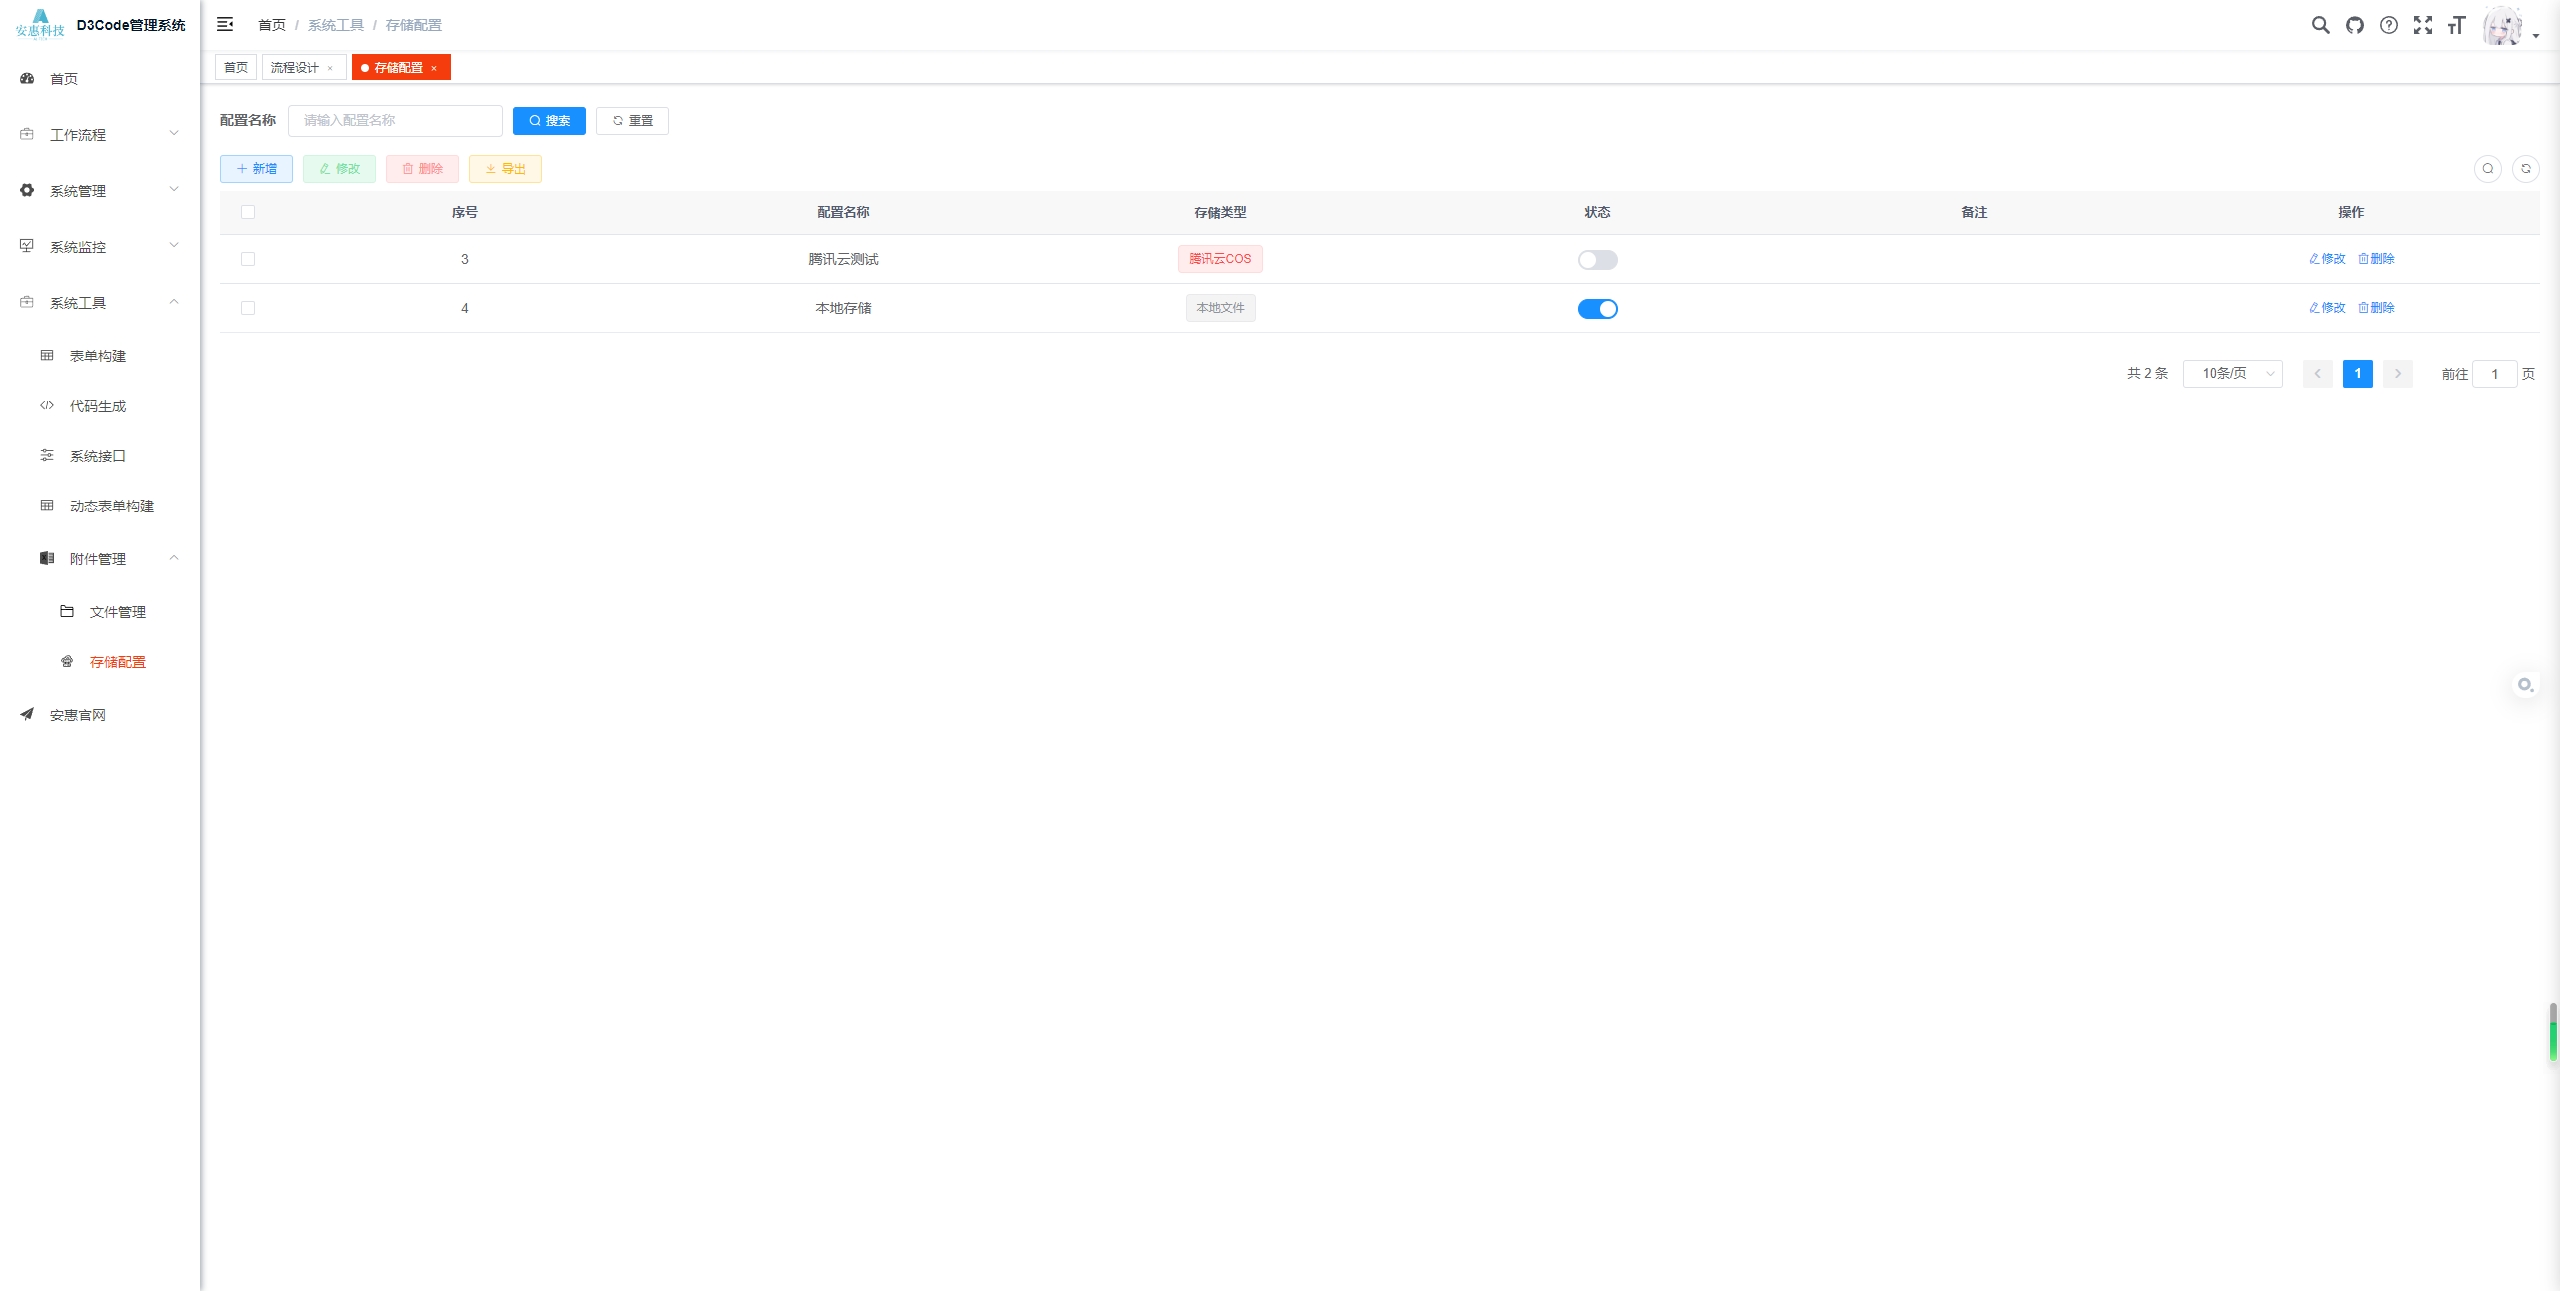 安惠科技
D3Code管理系统
首页 / 系统工具 / 存储配置
首页
流程设计 ×
存储配置 ×
首页
工作流程
系统管理
系统监控
系统工具
表单构建
代码生成
系统接口
动态表单构建
附件管理
文件管理
存储配置
安惠官网
配置名称 请输入配置名称 搜索 重置
新增 修改 删除 导出
序号 配置名称 存储类型 状态 备注 操作
3 腾讯云测试 腾讯云COS 修改 删除
4 本地存储 本地文件 修改 删除
共 2 条 10条/页 1 前往 1 页